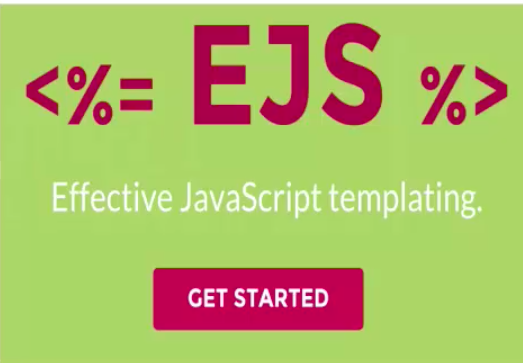 <%= EJS %>
Effective JavaScript templating.
GET STARTED